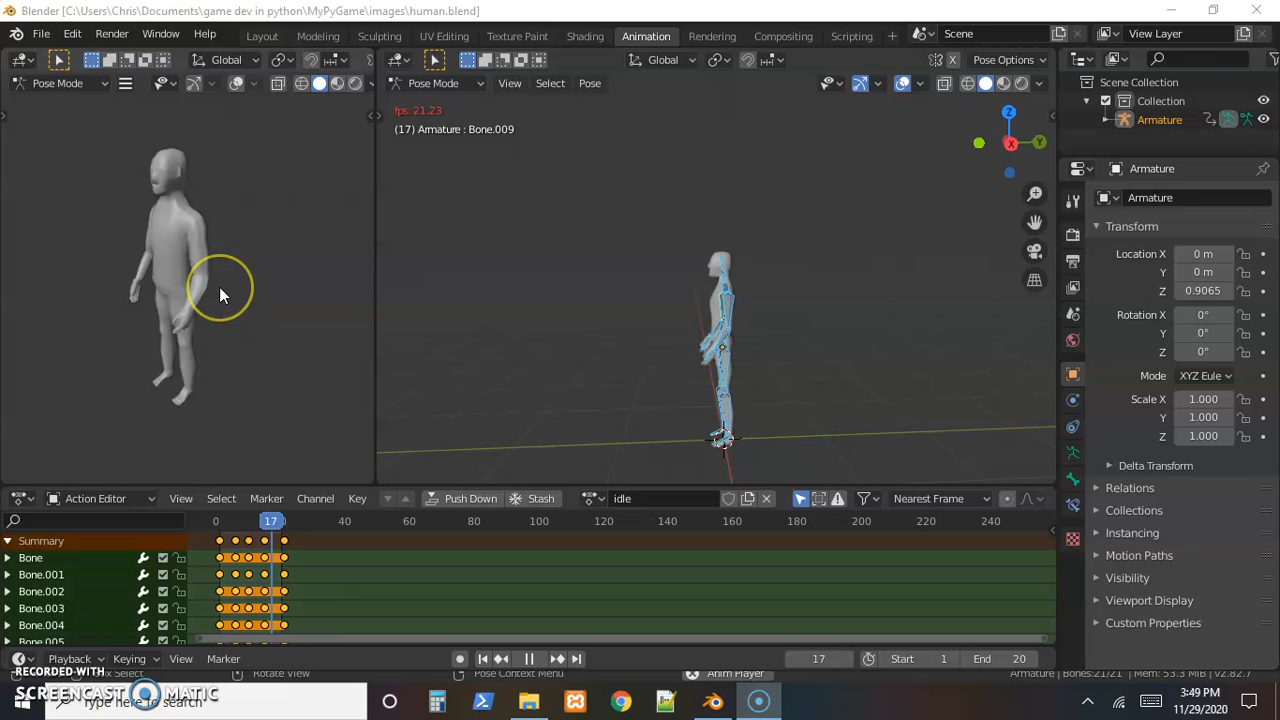 Blender [C:\Users\Chris\Documents\game dev in python\MyPyGame\images\human.blend]
File Edit Render Window Help Layout Modeling Sculpting UV Editing Texture Paint Shading Animation Rendering Compositing Scripting Scene View Layer
Global Global Pose Options
Pose Mode Pose Mode View Select Pose Scene Collection
Collection
fps: 21.23
Armature
(17) Armature : Bone.009
Z
X Y
Armature
Armature
Transform
Location X 0 m
Y 0 m
Z 0.9065
Rotation X 0°
Y 0°
Z 0°
Mode XYZ Eule
Scale X 1.000
Y 1.000
Z 1.000
Delta Transform
Relations
Collections
Instancing
Motion Paths
Visibility
Viewport Display
Custom Properties
Action Editor View Select Marker Channel Key Push Down Stash idle Nearest Frame
0 17 40 60 80 100 120 140 160 180 200 220 240
Summary
Bone
Bone.001
Bone.002
Bone.003
Bone.004
Bone.005
Playback Keying View Marker 17 Start 1 End 20
RECORDED WITH
SCREENCAST MATIC
Select Rotate View Pose Context Menu Anim Player Armature | Bones:21/21 | Mem: 53.3 MiB | v2.82.7
Type here to search
3:49 PM
11/29/2020